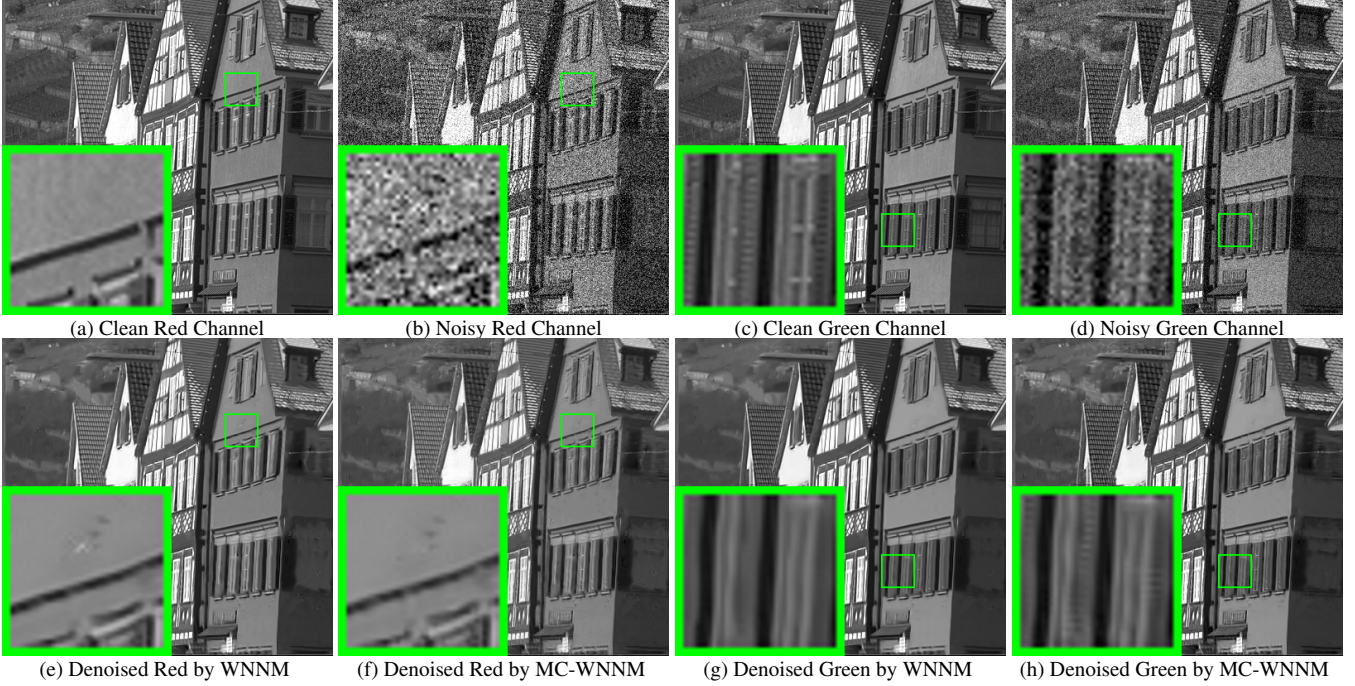 (a) Clean Red Channel
(b) Noisy Red Channel
(c) Clean Green Channel
(d) Noisy Green Channel
(e) Denoised Red by WNNM
(f) Denoised Red by MC-WNNM
(g) Denoised Green by WNNM
(h) Denoised Green by MC-WNNM